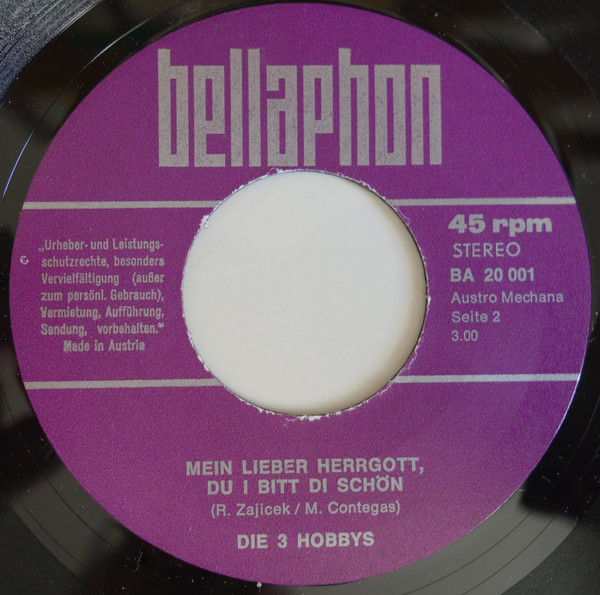 bellaphon
„Urheber- und Leistungs-
schutzrechte, besonders
Vervielfältigung (außer
zum persönl. Gebrauch),
Vermietung, Aufführung,
Sendung, vorbehalten."
Made in Austria
45 rpm
STEREO
BA 20 001
Austro Mechana
Seite 2
3.00
MEIN LIEBER HERRGOTT,
DU I BITT DI SCHÖN
(R. Zajicek / M. Contegas)
DIE 3 HOBBYS